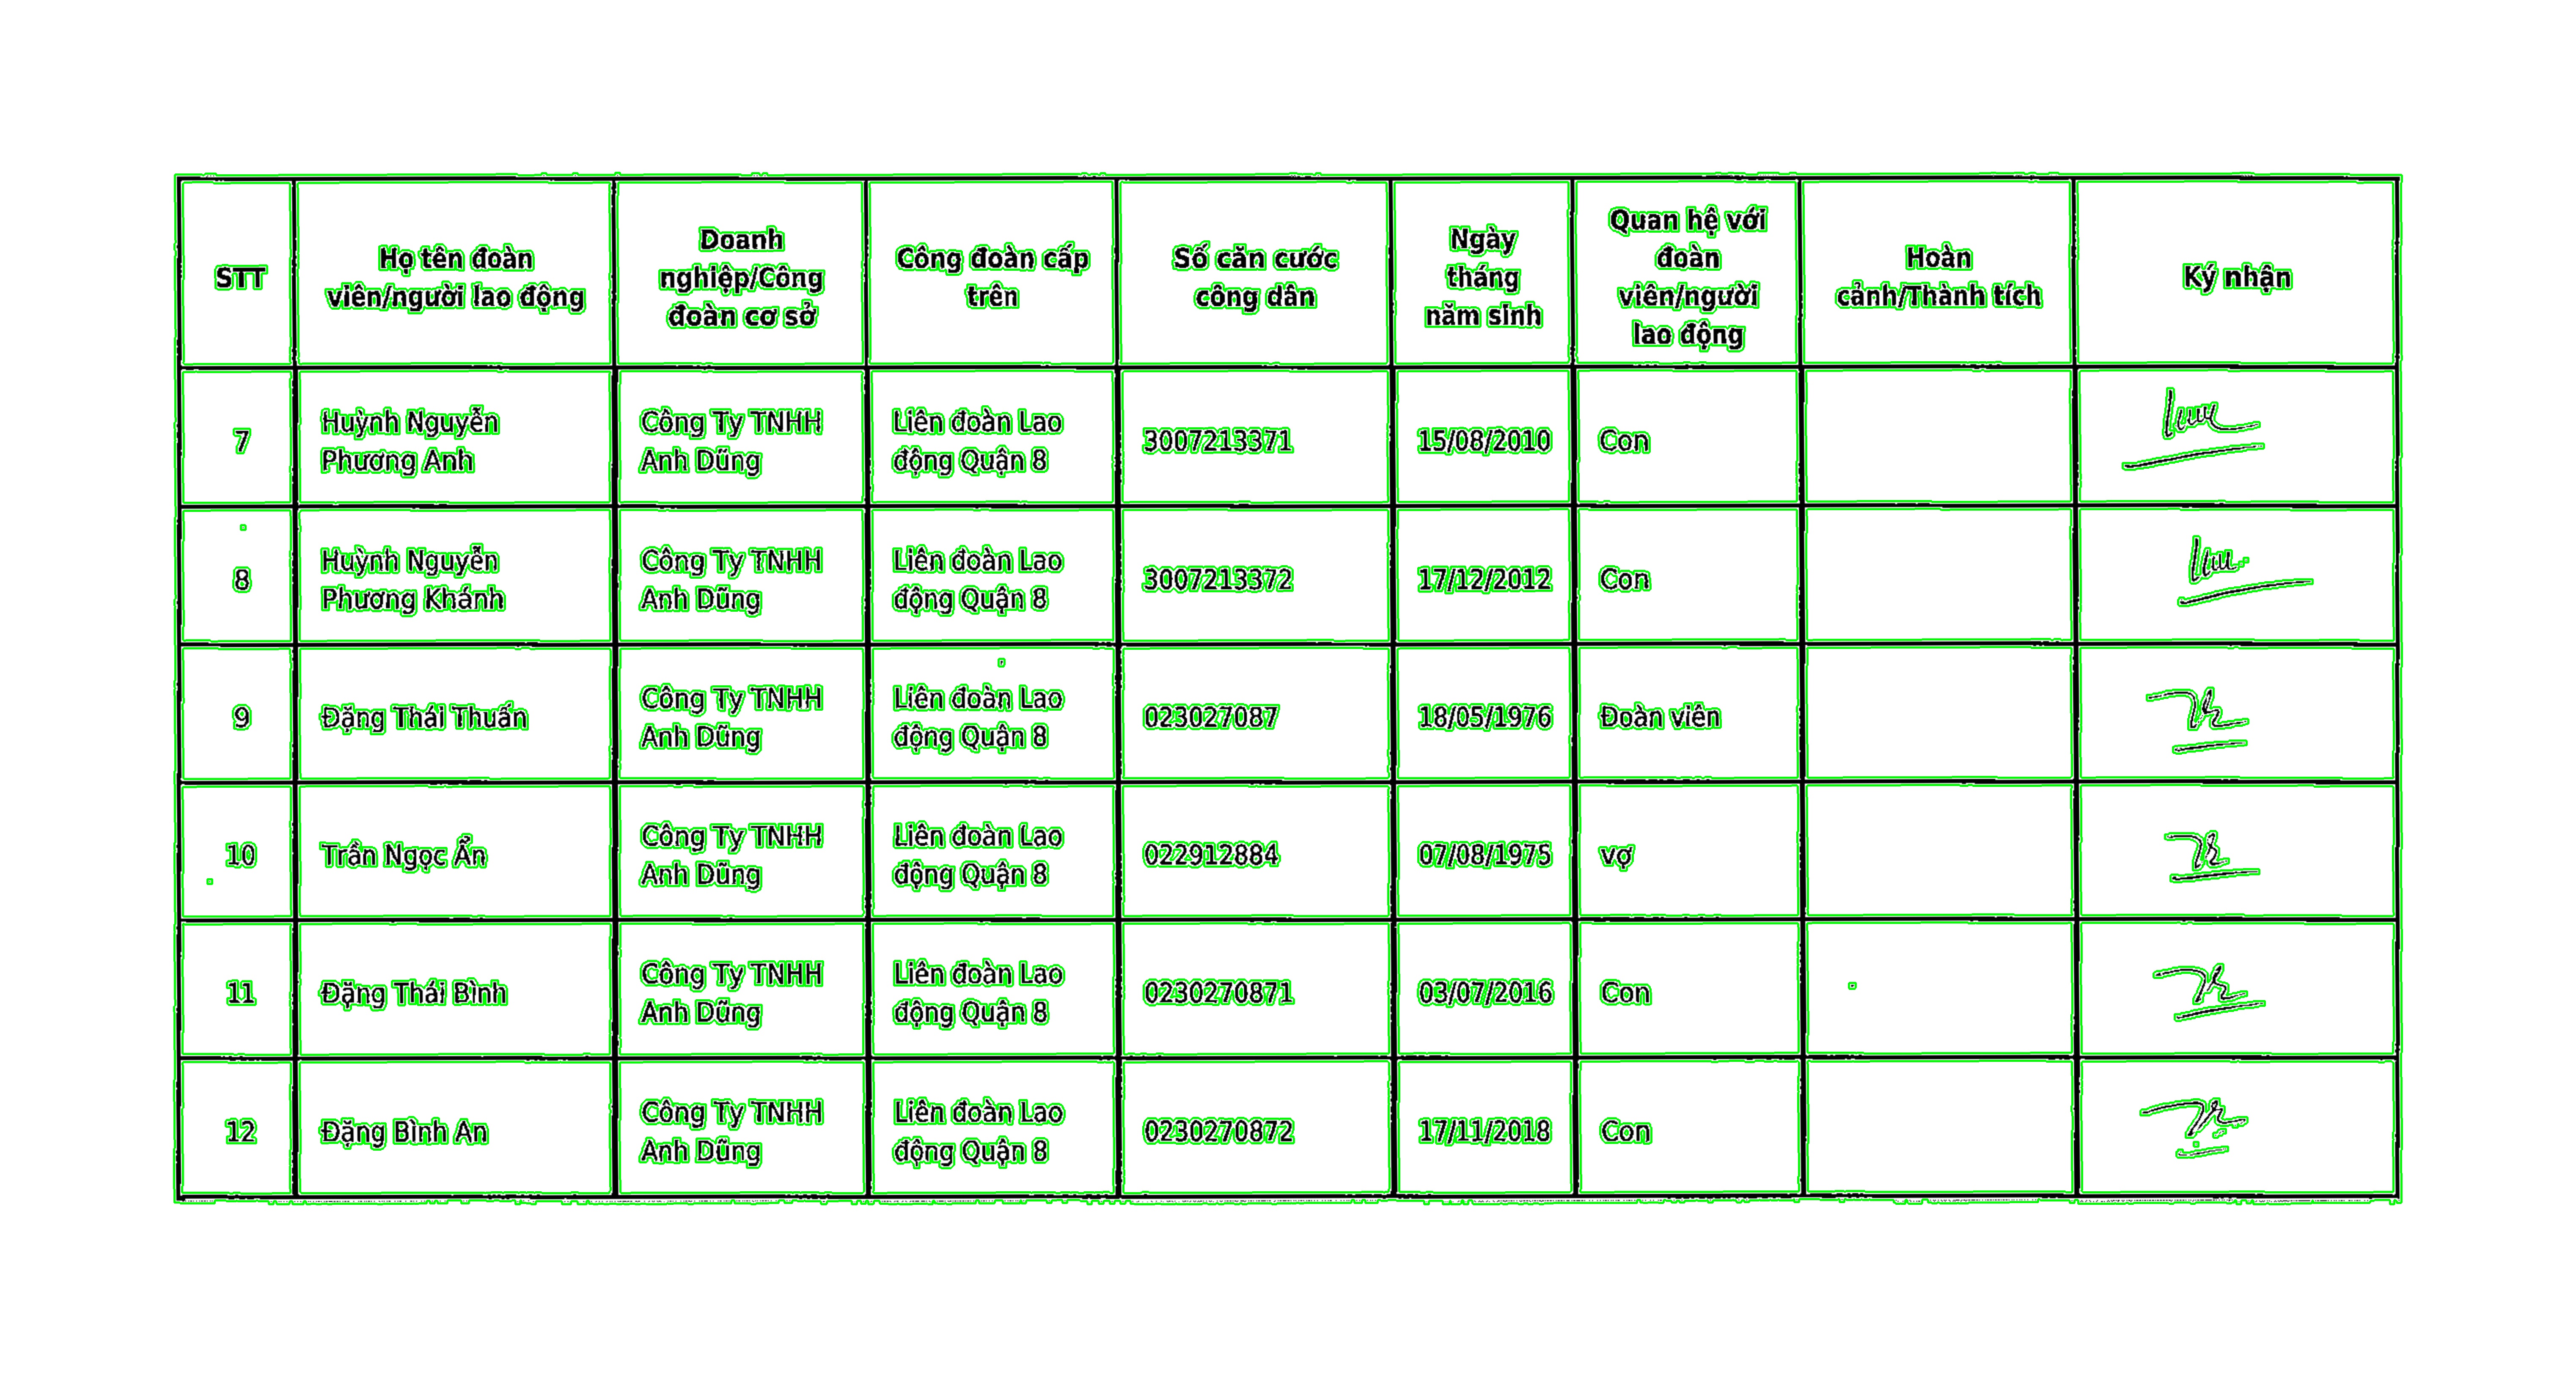 STT
Họ tên đoàn
viên/người lao động
Doanh
nghiệp/Công
đoàn cơ sở
Công đoàn cấp
trên
Số căn cước
công dân
Ngày
tháng
năm sinh
Quan hệ với
đoàn
viên/người
lao động
Hoàn
cảnh/Thành tích
Ký nhận
7
Huỳnh Nguyễn
Phương Anh
Công Ty TNHH
Anh Dũng
Liên đoàn Lao
động Quận 8
3007213371
15/08/2010
Con
8
Huỳnh Nguyễn
Phương Khánh
Công Ty TNHH
Anh Dũng
Liên đoàn Lao
động Quận 8
3007213372
17/12/2012
Con
9
Đặng Thái Thuấn
Công Ty TNHH
Anh Dũng
Liên đoàn Lao
động Quận 8
023027087
18/05/1976
Đoàn viên
10
Trần Ngọc Ẩn
Công Ty TNHH
Anh Dũng
Liên đoàn Lao
động Quận 8
022912884
07/08/1975
vợ
11
Đặng Thái Bình
Công Ty TNHH
Anh Dũng
Liên đoàn Lao
động Quận 8
0230270871
03/07/2016
Con
12
Đặng Bình An
Công Ty TNHH
Anh Dũng
Liên đoàn Lao
động Quận 8
0230270872
17/11/2018
Con